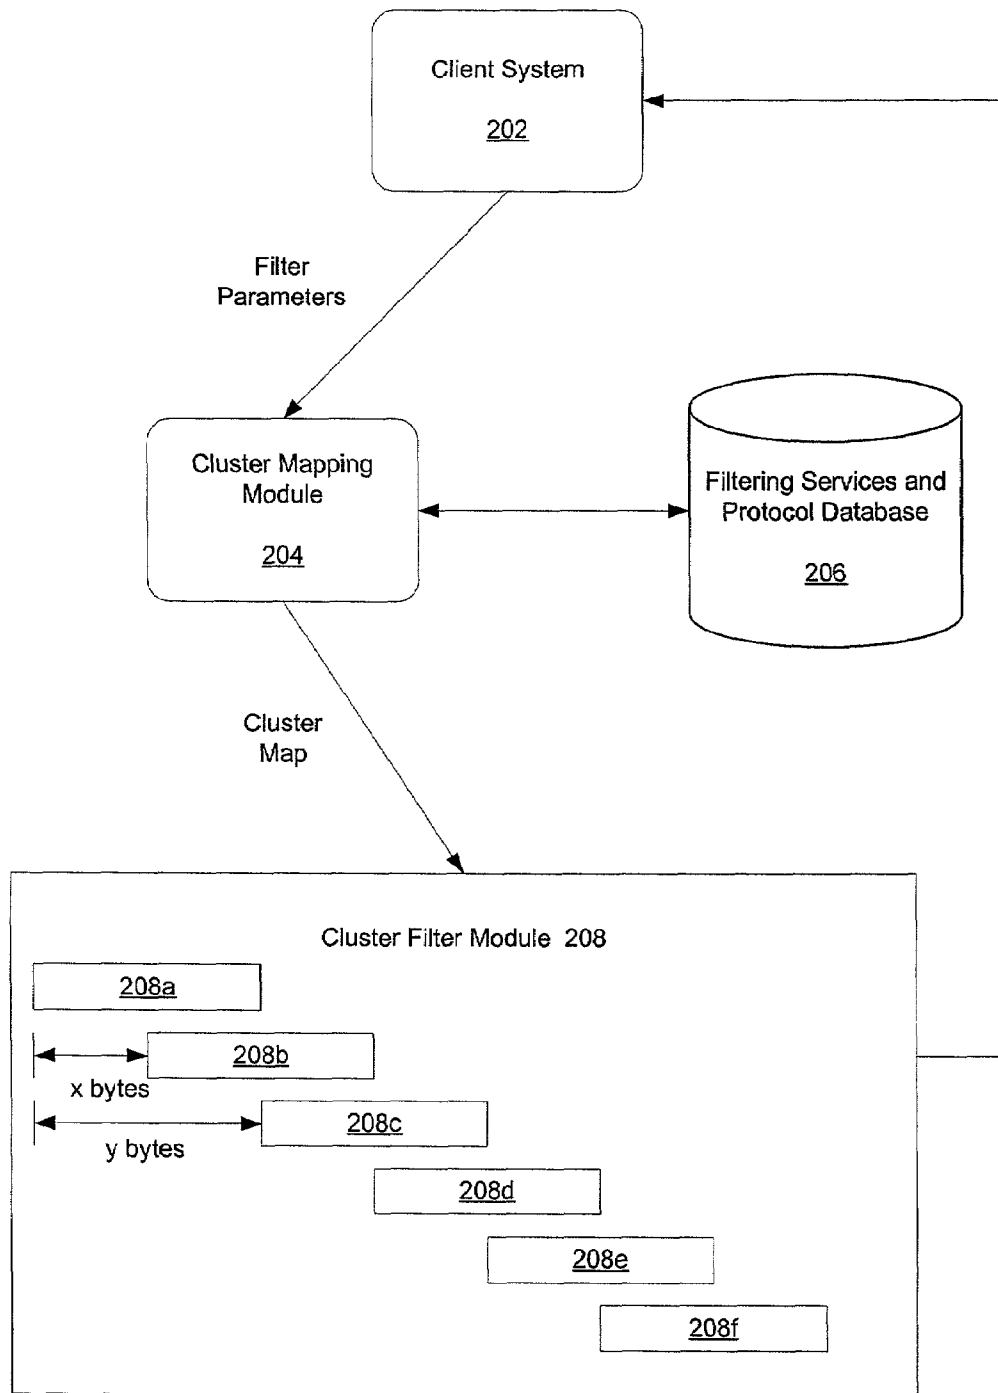 Client System
202
Filter
Parameters
Cluster Mapping
Module
204
Filtering Services and
Protocol Database
206
Cluster
Map
Cluster Filter Module 208
208a
208b
x bytes
208c
y bytes
208d
208e
208f